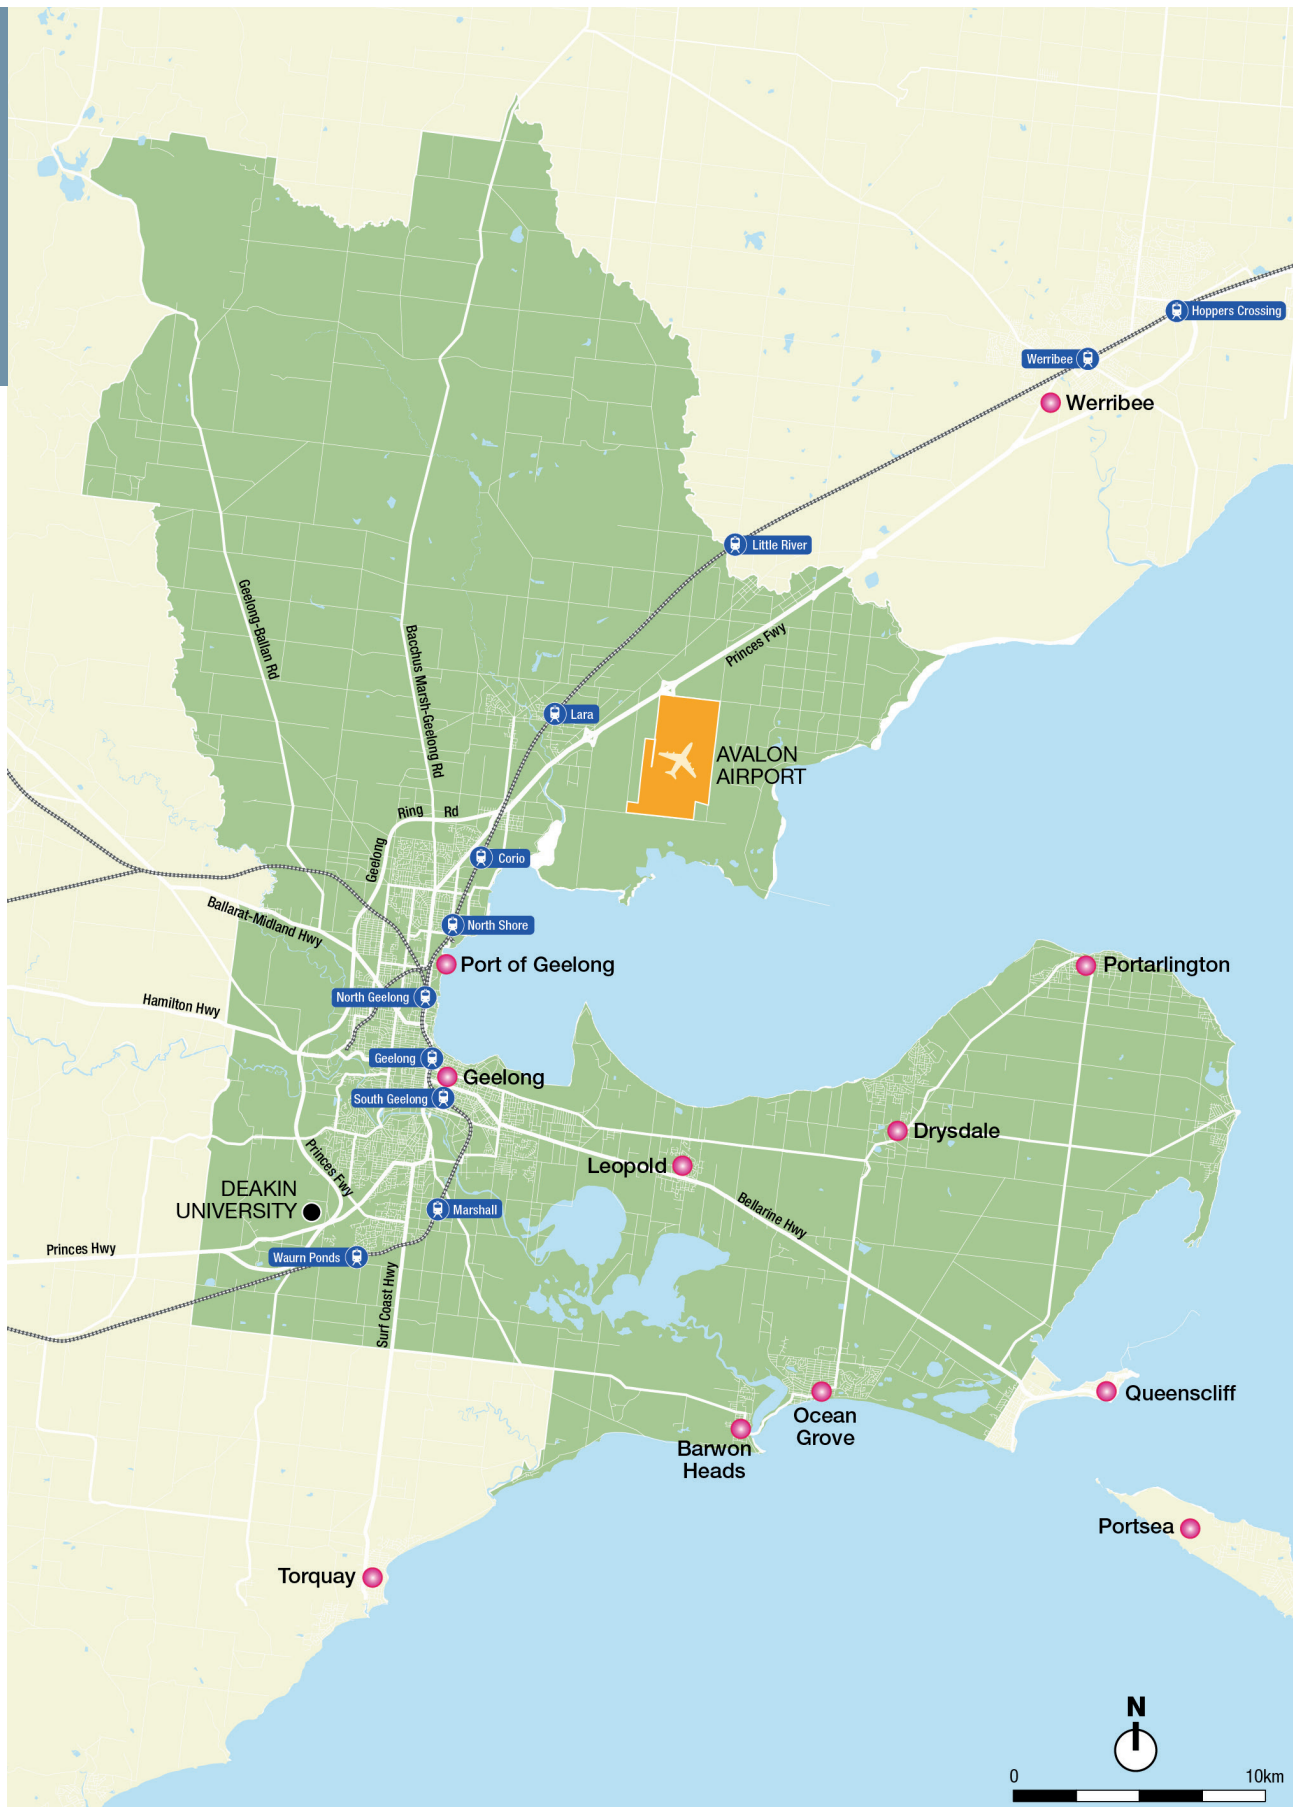 Hoppers Crossing
Werribee
Werribee
Little River
Geelong-Ballan Rd
Bacchus Marsh-Geelong Rd
Princes Fwy
Lara
AVALON
AIRPORT
Ring Rd
Geelong
Corio
Ballarat-Midland Hwy
North Shore
Port of Geelong
Portarlington
North Geelong
Hamilton Hwy
Geelong
Geelong
South Geelong
Drysdale
Leopold
Princes Fwy
DEAKIN
UNIVERSITY
Marshall
Bellarine Hwy
Princes Hwy
Waurn Ponds
Surf Coast Hwy
Queenscliff
Ocean
Grove
Barwon
Heads
Portsea
Torquay
N
0 10km